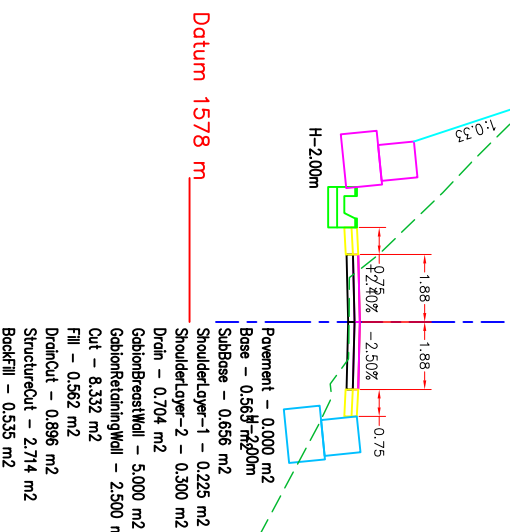 Datum 1578 m
1:0.33
H-2.00m
0.75
+2.40%
1.88
1.88
-2.50%
0.75
H-2.00m
Pavement - 0.000 m2
Base - 0.563 m2
SubBase - 0.656 m2
ShoulderLayer-1 - 0.225 m2
ShoulderLayer-2 - 0.300 m2
Drain - 0.704 m2
GabionBreastWall - 5.000 m2
GabionRetainingWall - 2.500 m
Cut - 8.332 m2
Fill - 0.562 m2
DrainCut - 0.896 m2
StructureCut - 2.714 m2
BackFill - 0.535 m2